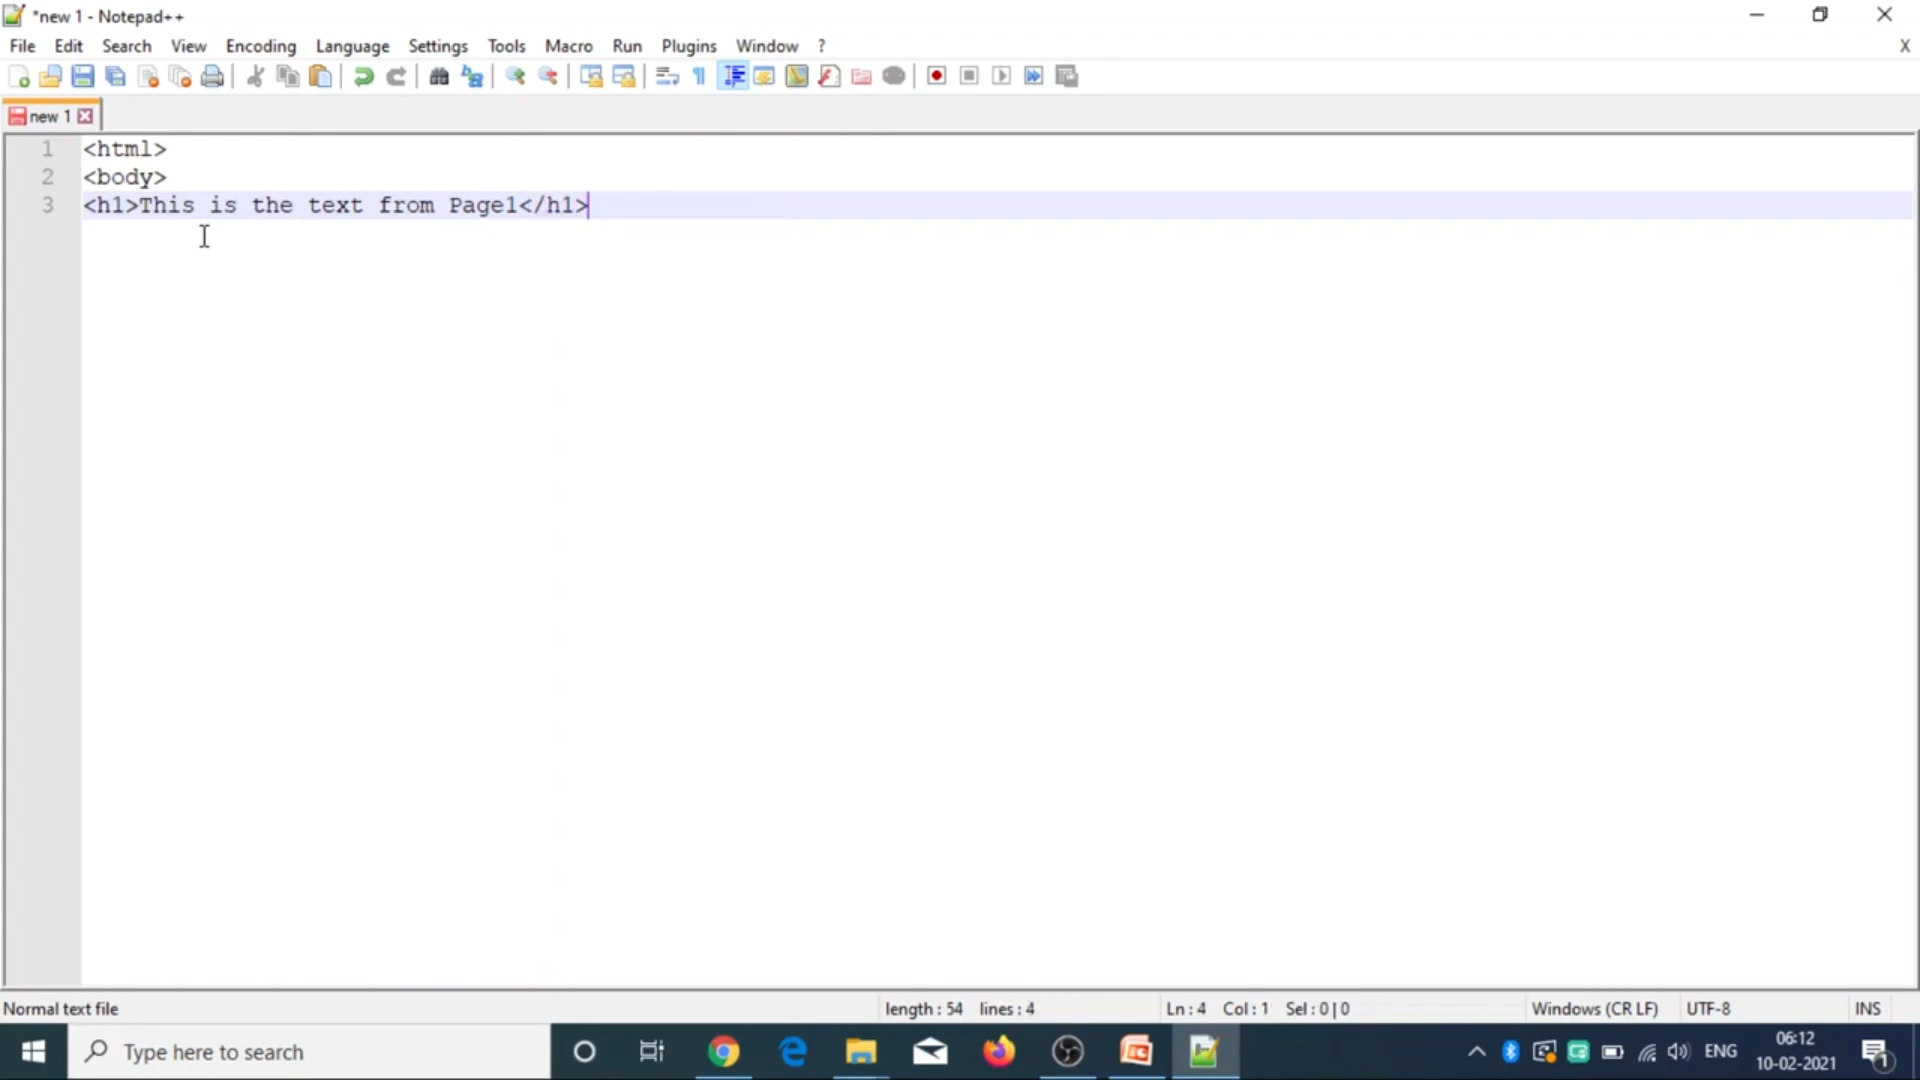 *new 1 - Notepad++
File Edit Search View Encoding Language Settings Tools Macro Run Plugins Window ? X
new 1
1 <html>
2 <body>
3 <h1>This is the text from Page1</h1>
Normal text file length : 54 lines : 4 Ln : 4 Col : 1 Sel : 0 | 0 Windows (CR LF) UTF-8 INS
Type here to search
ENG
06:12
10-02-2021
1